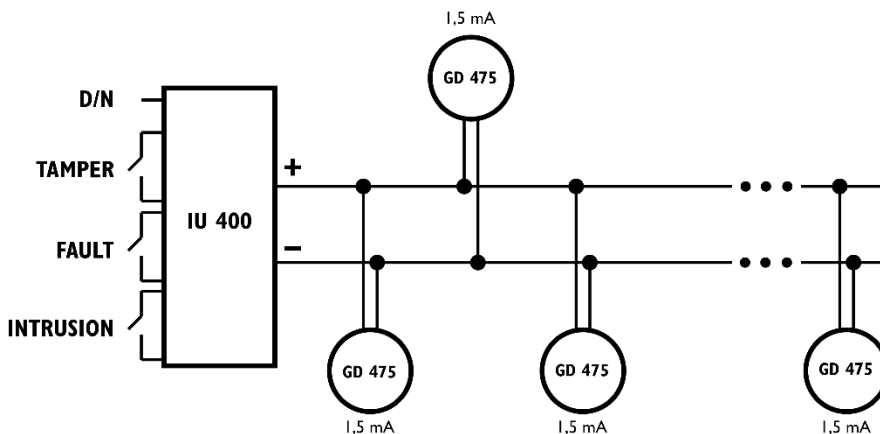 1,5 mA
GD 475
D/N
TAMPER
+
IU 400
FAULT
−
INTRUSION
GD 475
GD 475
GD 475
1,5 mA
1,5 mA
1,5 mA